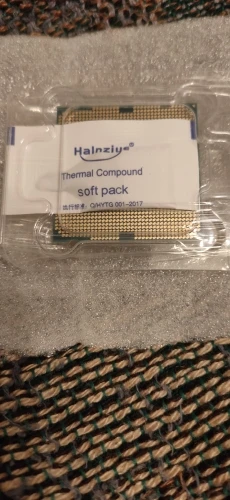 Halnziye®
Thermal Compound
soft pack
Q/HYTG 001-2017